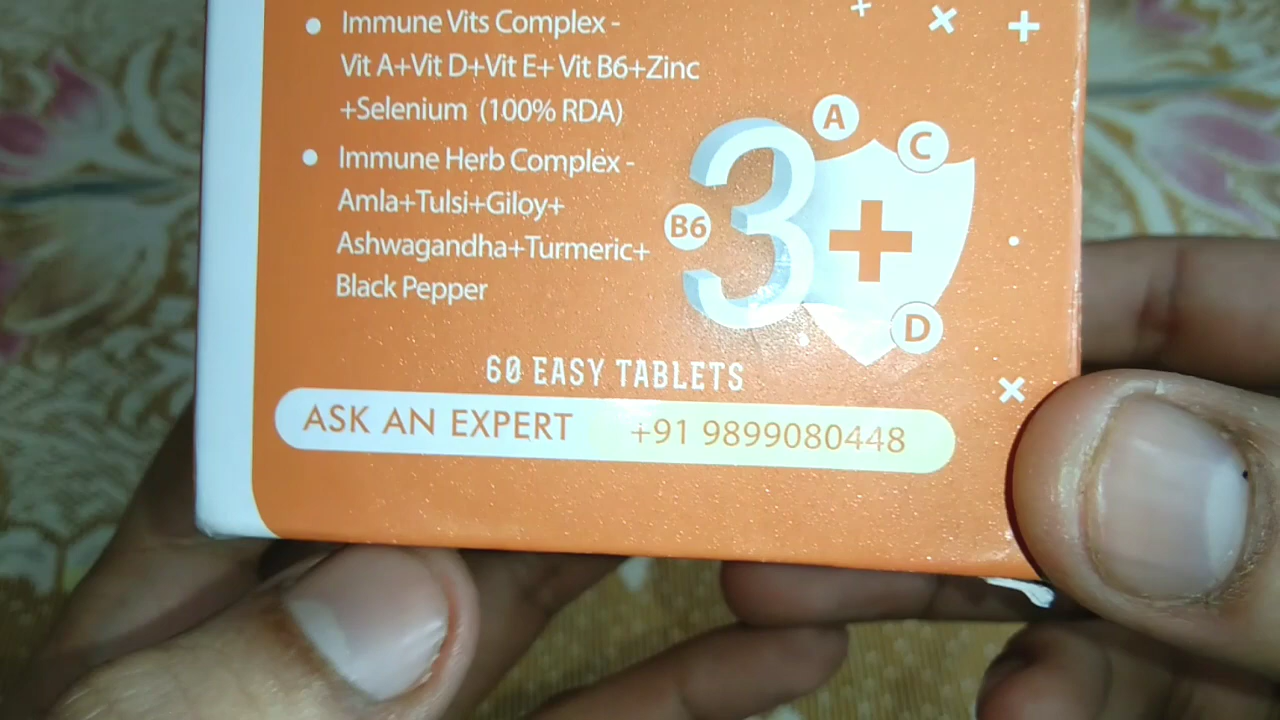 Immune Vits Complex -
Vit A+Vit D+Vit E+ Vit B6+Zinc
+Selenium (100% RDA)
Immune Herb Complex -
Amla+Tulsi+Giloy+
Ashwagandha+Turmeric+
Black Pepper
A
C
B6
3+
D
60 EASY TABLETS
ASK AN EXPERT +91 9899080448